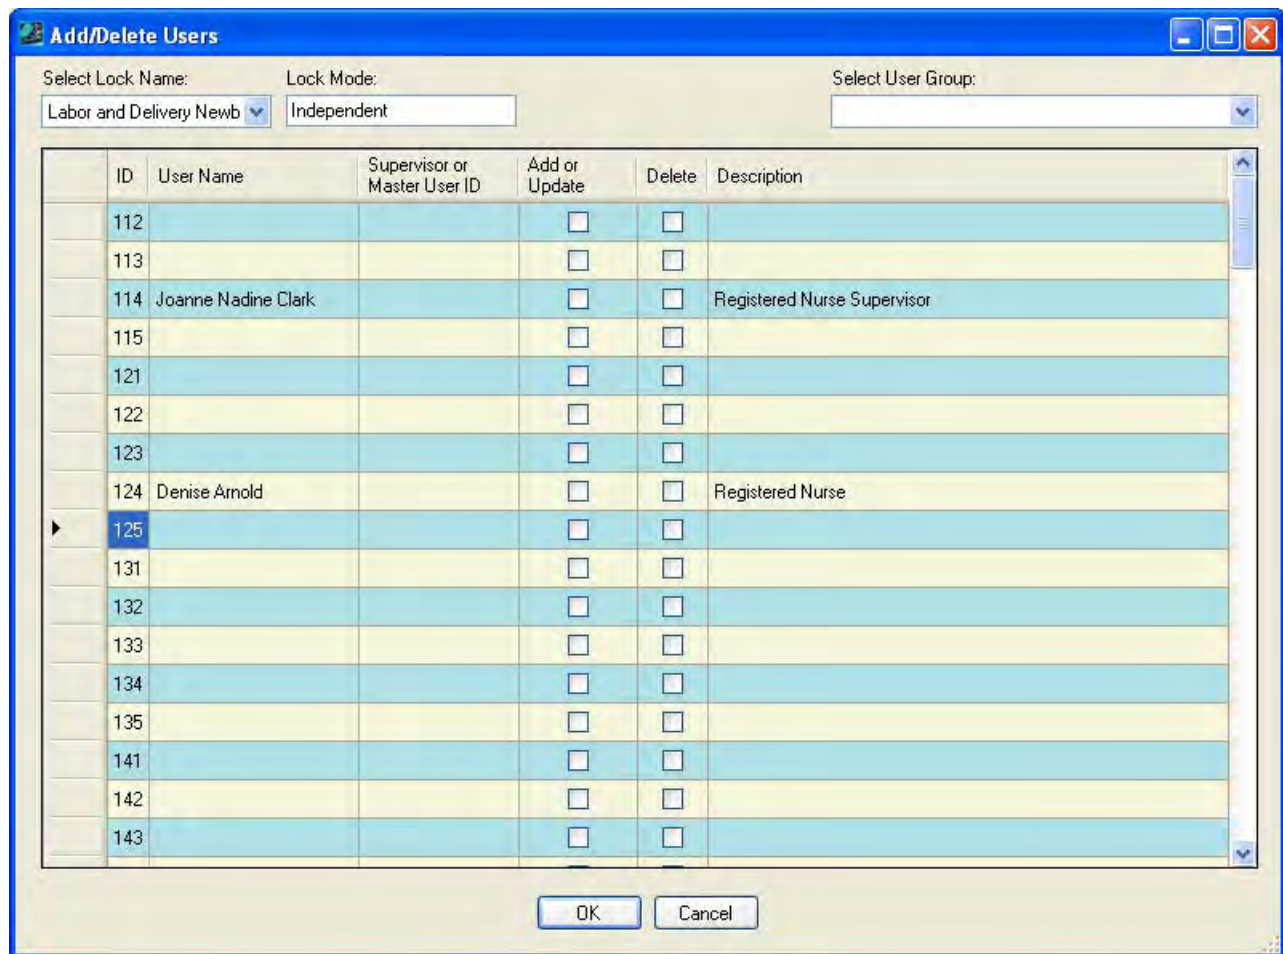 Add/Delete Users
Select Lock Name: Lock Mode: Select User Group:
Labor and Delivery Newb Independent
ID User Name Supervisor or Master User ID Add or Update Delete Description
112
113
114 Joanne Nadine Clark Registered Nurse Supervisor
115
121
122
123
124 Denise Arnold Registered Nurse
125
131
132
133
134
135
141
142
143
OK Cancel